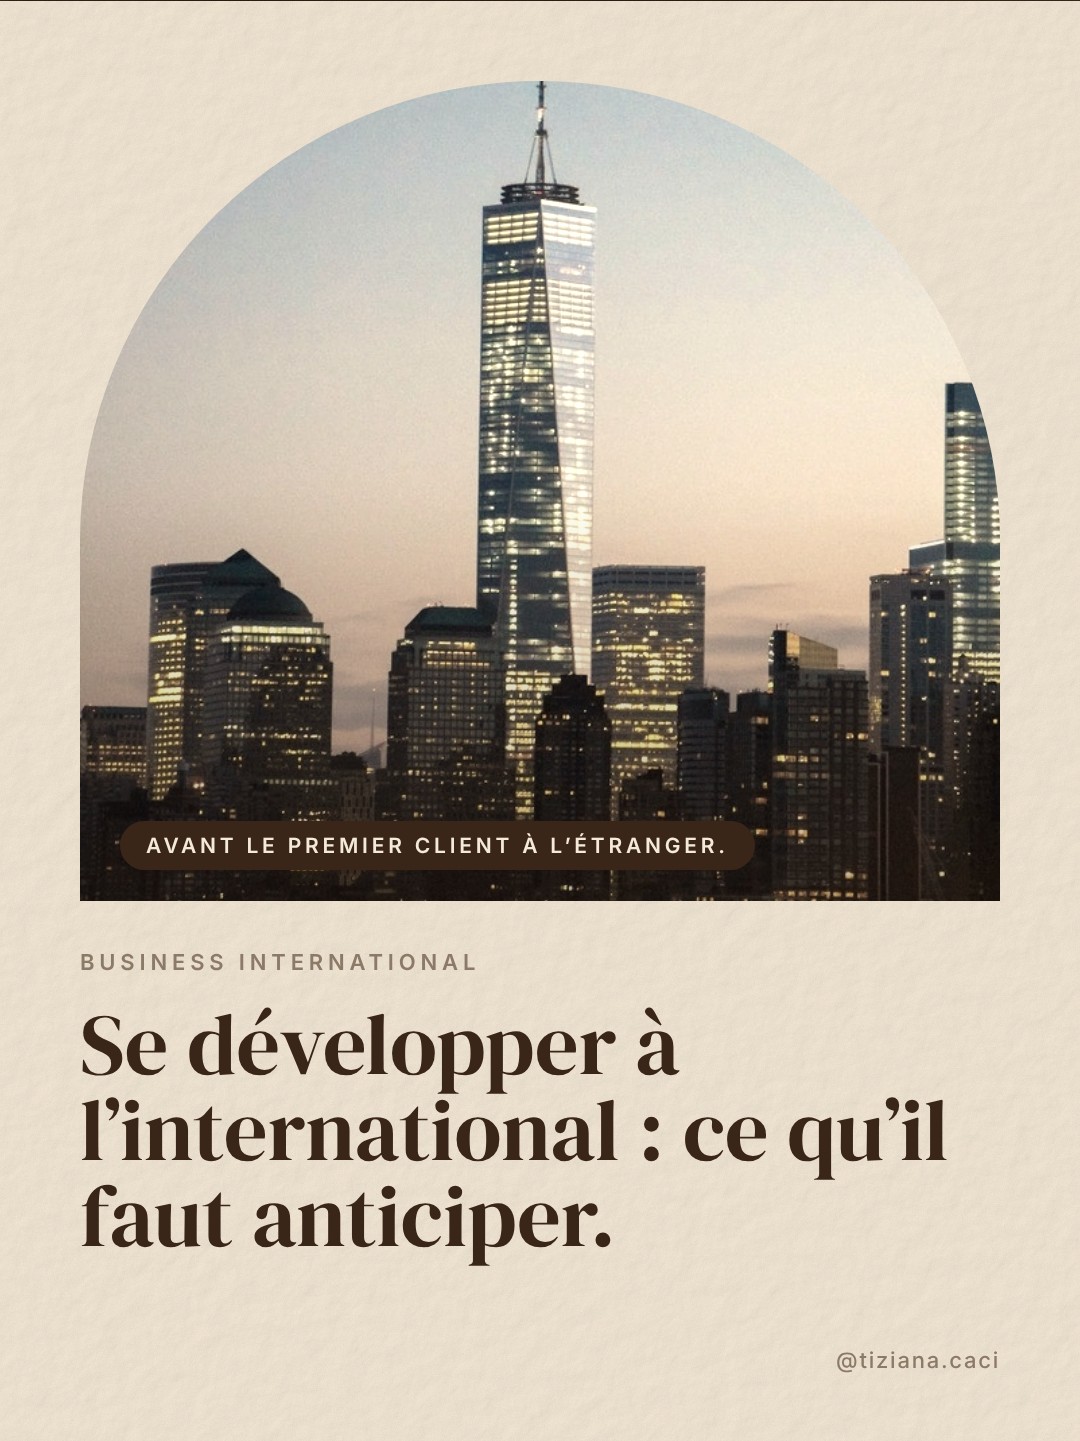 AVANT LE PREMIER CLIENT À L’ÉTRANGER.
BUSINESS INTERNATIONAL
Se développer à
l’international : ce qu’il
faut anticiper.
@tiziana.caci